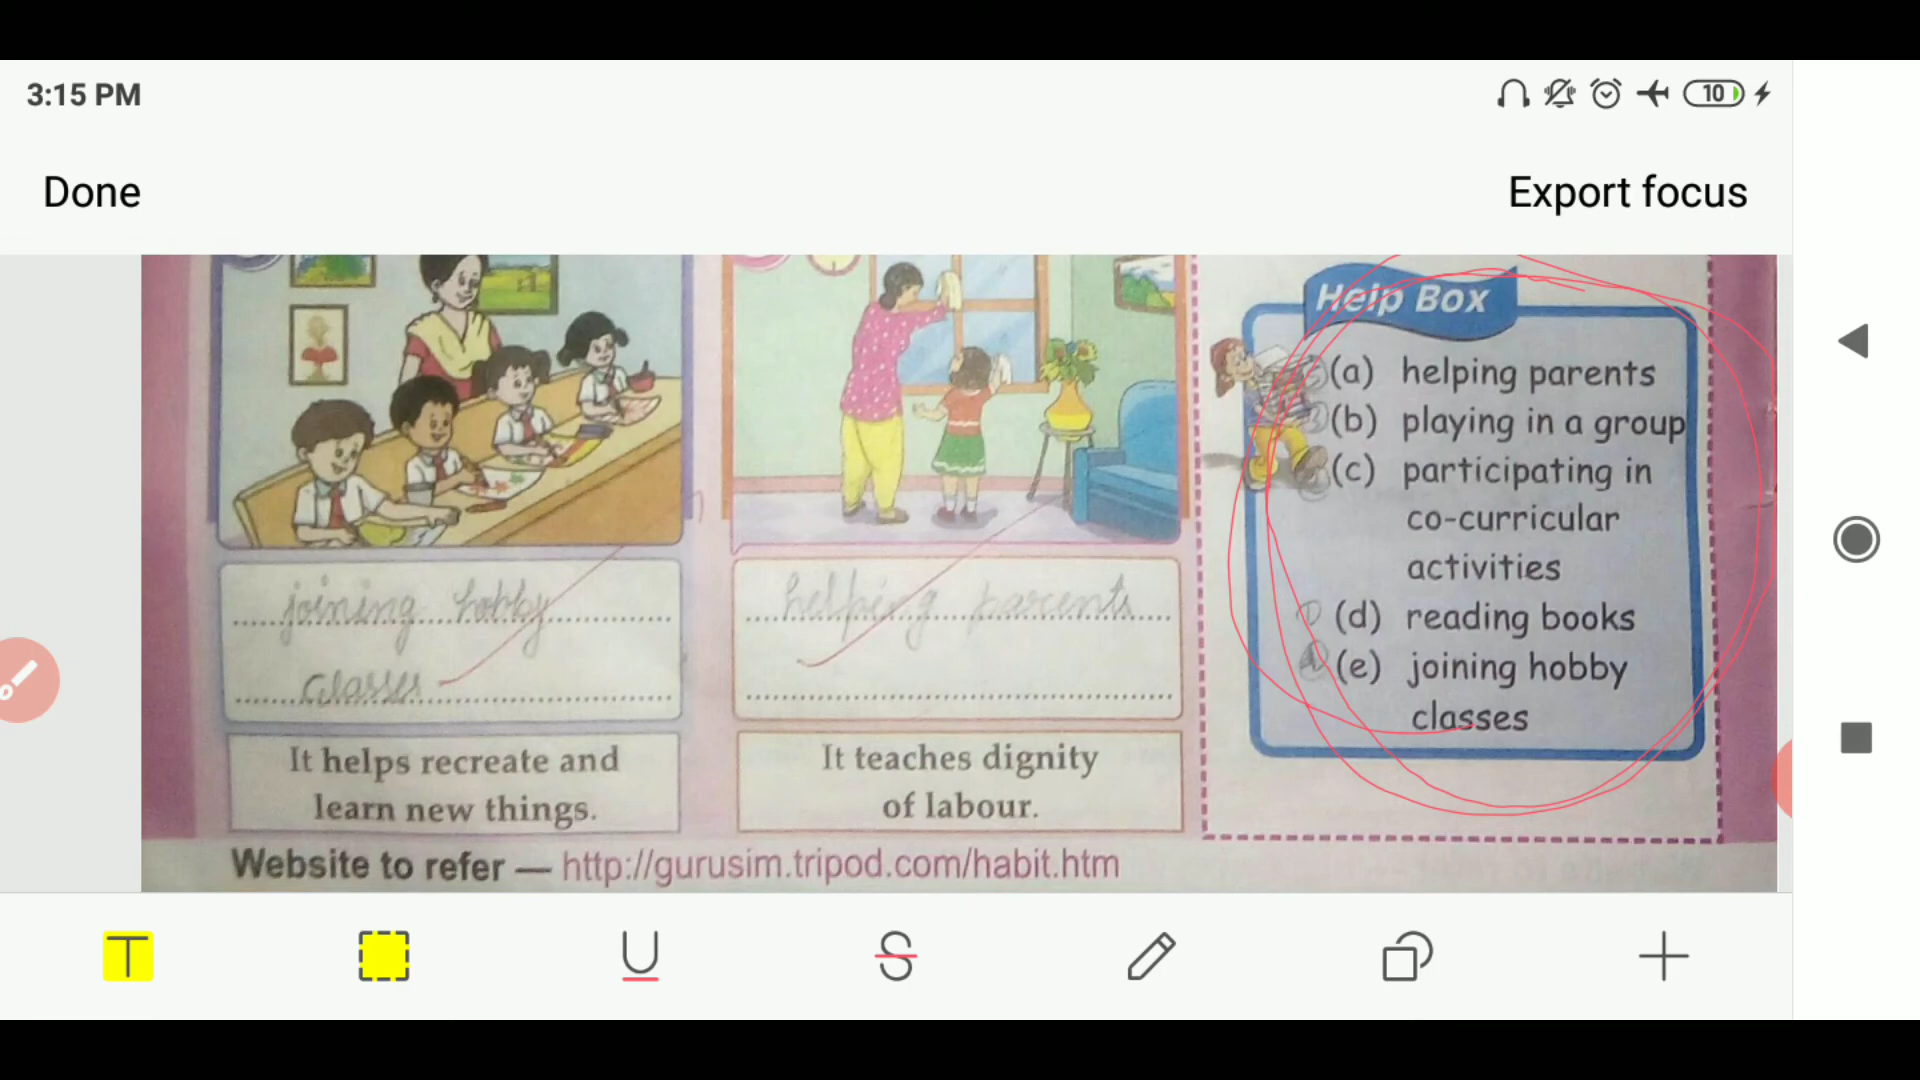 3:15 PM
10
Done
Export focus
joining hobby
classes
It helps recreate and
learn new things.
helping parents
It teaches dignity
of labour.
Help Box
(a) helping parents
(b) playing in a group
(c) participating in
co-curricular
activities
(d) reading books
(e) joining hobby
classes
Website to refer — http://gurusim.tripod.com/habit.htm
T
U
S